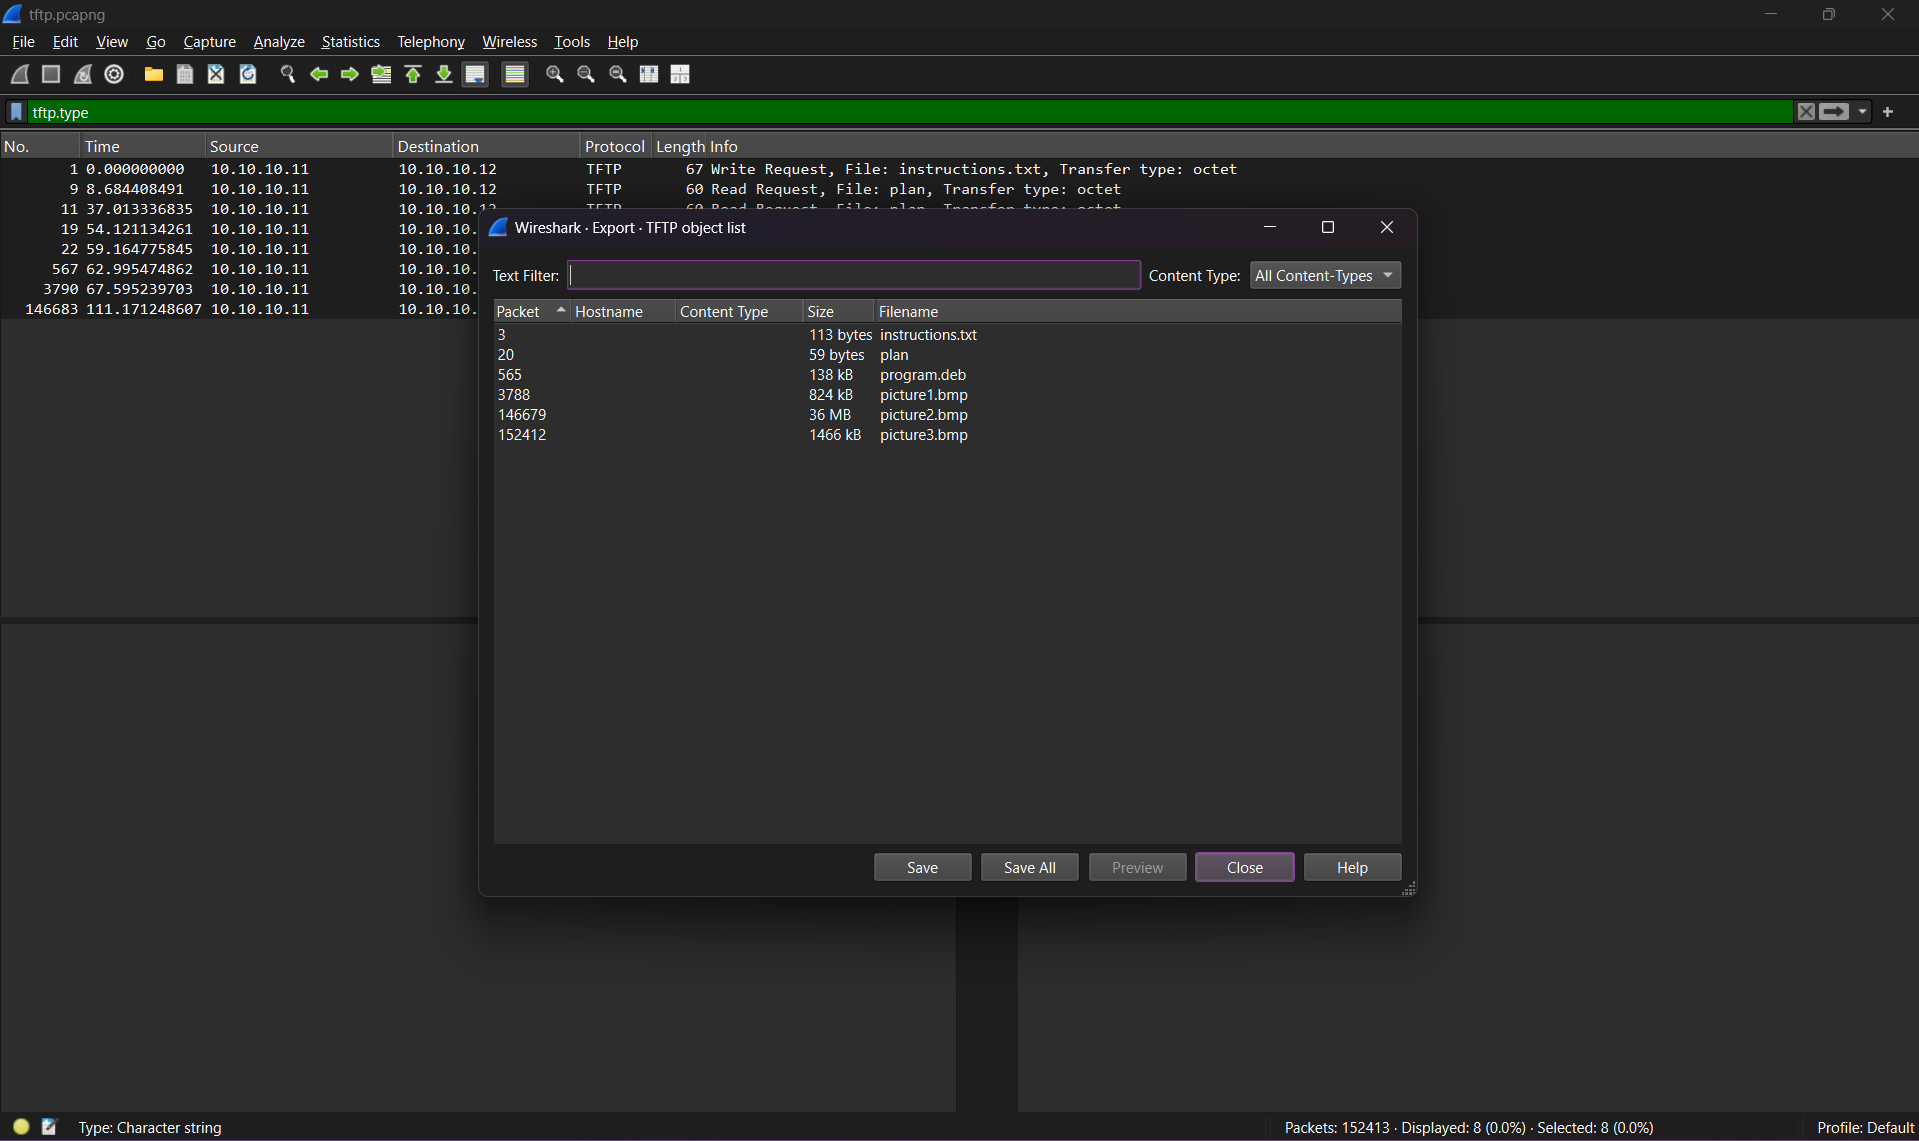 tftp.pcapng
File Edit View Go Capture Analyze Statistics Telephony Wireless Tools Help
tftp.type
No. Time Source Destination Protocol Length Info
1 0.000000000 10.10.10.11 10.10.10.12 TFTP 67 Write Request, File: instructions.txt, Transfer type: octet
9 8.684408491 10.10.10.11 10.10.10.12 TFTP 60 Read Request, File: plan, Transfer type: octet
11 37.013336835 10.10.10.11 10.10.10.12 TFTP 60 Read Request, File: plan, Transfer type: octet
19 54.121134261 10.10.10.11 10.10.10.
22 59.164775845 10.10.10.11 10.10.10.
567 62.995474862 10.10.10.11 10.10.10.
3790 67.595239703 10.10.10.11 10.10.10.
146683 111.171248607 10.10.10.11 10.10.10.
Wireshark · Export · TFTP object list
Text Filter: Content Type: All Content-Types
Packet Hostname Content Type Size Filename
3 113 bytes instructions.txt
20 59 bytes plan
565 138 kB program.deb
3788 824 kB picture1.bmp
146679 36 MB picture2.bmp
152412 1466 kB picture3.bmp
Save Save All Preview Close Help
Type: Character string Packets: 152413 · Displayed: 8 (0.0%) · Selected: 8 (0.0%) Profile: Default